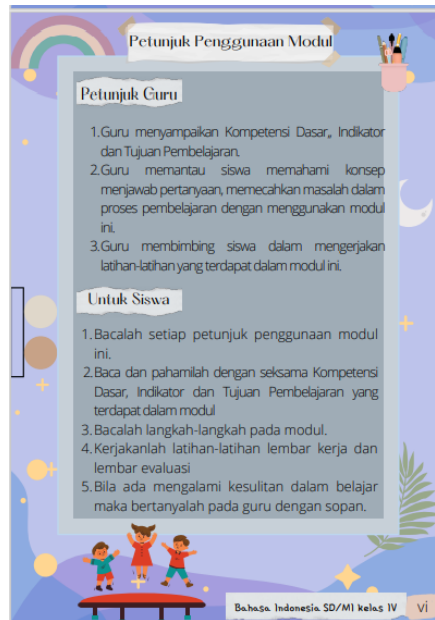 Petunjuk Penggunaan Modul
Petunjuk Guru
1.Guru menyampaikan Kompetensi Dasar,, Indikator
dan Tujuan Pembelajaran.
2.Guru memantau siswa memahami konsep
menjawab pertanyaan, memecahkan masalah dalam
proses pembelajaran dengan menggunakan modul
ini.
3.Guru membimbing siswa dalam mengerjakan
latihan-latihan yang terdapat dalam modul ini.
Untuk Siswa
1.Bacalah setiap petunjuk penggunaan modul
ini.
2.Baca dan pahamilah dengan seksama Kompetensi
Dasar, Indikator dan Tujuan Pembelajaran yang
terdapat dalam modul
3.Bacalah langkah-langkah pada modul.
4.Kerjakanlah latihan-latihan lembar kerja dan
lembar evaluasi
5.Bila ada mengalami kesulitan dalam belajar
maka bertanyalah pada guru dengan sopan.
Bahasa Indonesia SD/MI kelas IV vi